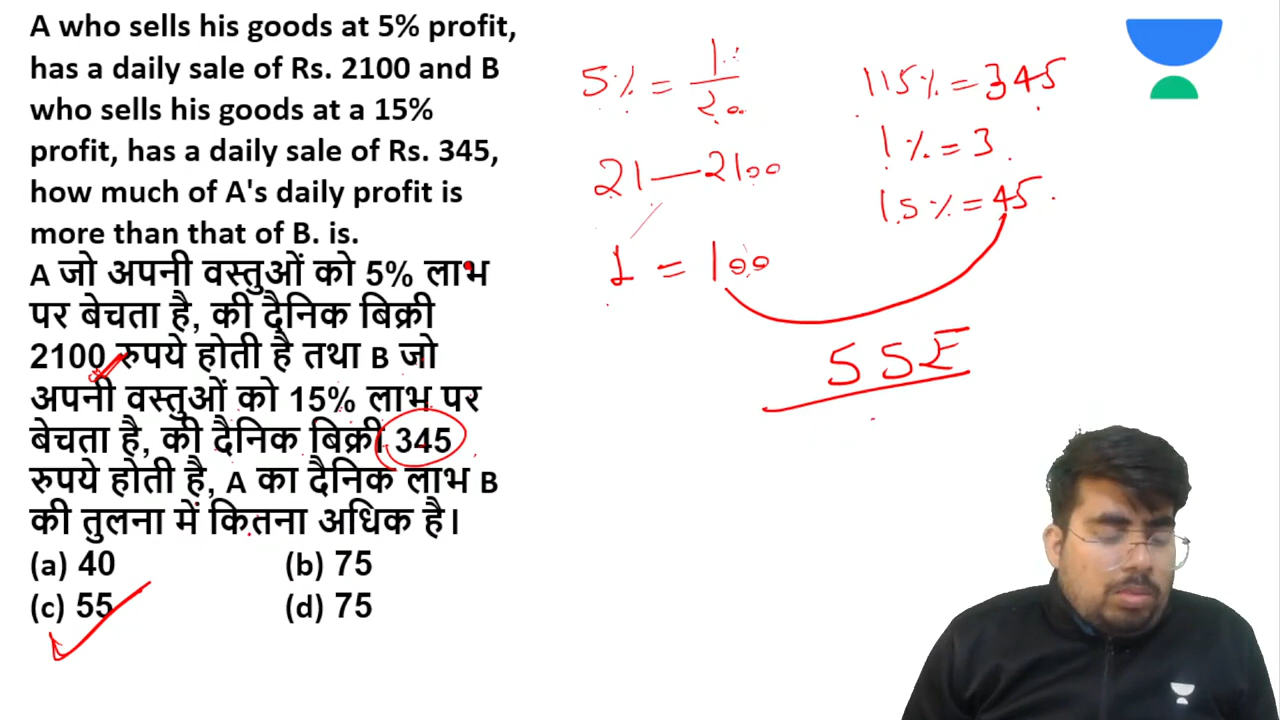 A who sells his goods at 5% profit,
has a daily sale of Rs. 2100 and B
who sells his goods at a 15%
profit, has a daily sale of Rs. 345,
how much of A's daily profit is
more than that of B. is.
A जो अपनी वस्तुओं को 5% लाभ
पर बेचता है, की दैनिक बिक्री
2100 रुपये होती है तथा B जो
अपनी वस्तुओं को 15% लाभ पर
बेचता है, की दैनिक बिक्री 345
रुपये होती है, A का दैनिक लाभ B
की तुलना में कितना अधिक है।
(a) 40 (b) 75
(c) 55 (d) 75
5% = 1/20
21 — 2100
1 = 100
115% = 345
1% = 3
15% = 45
55₹